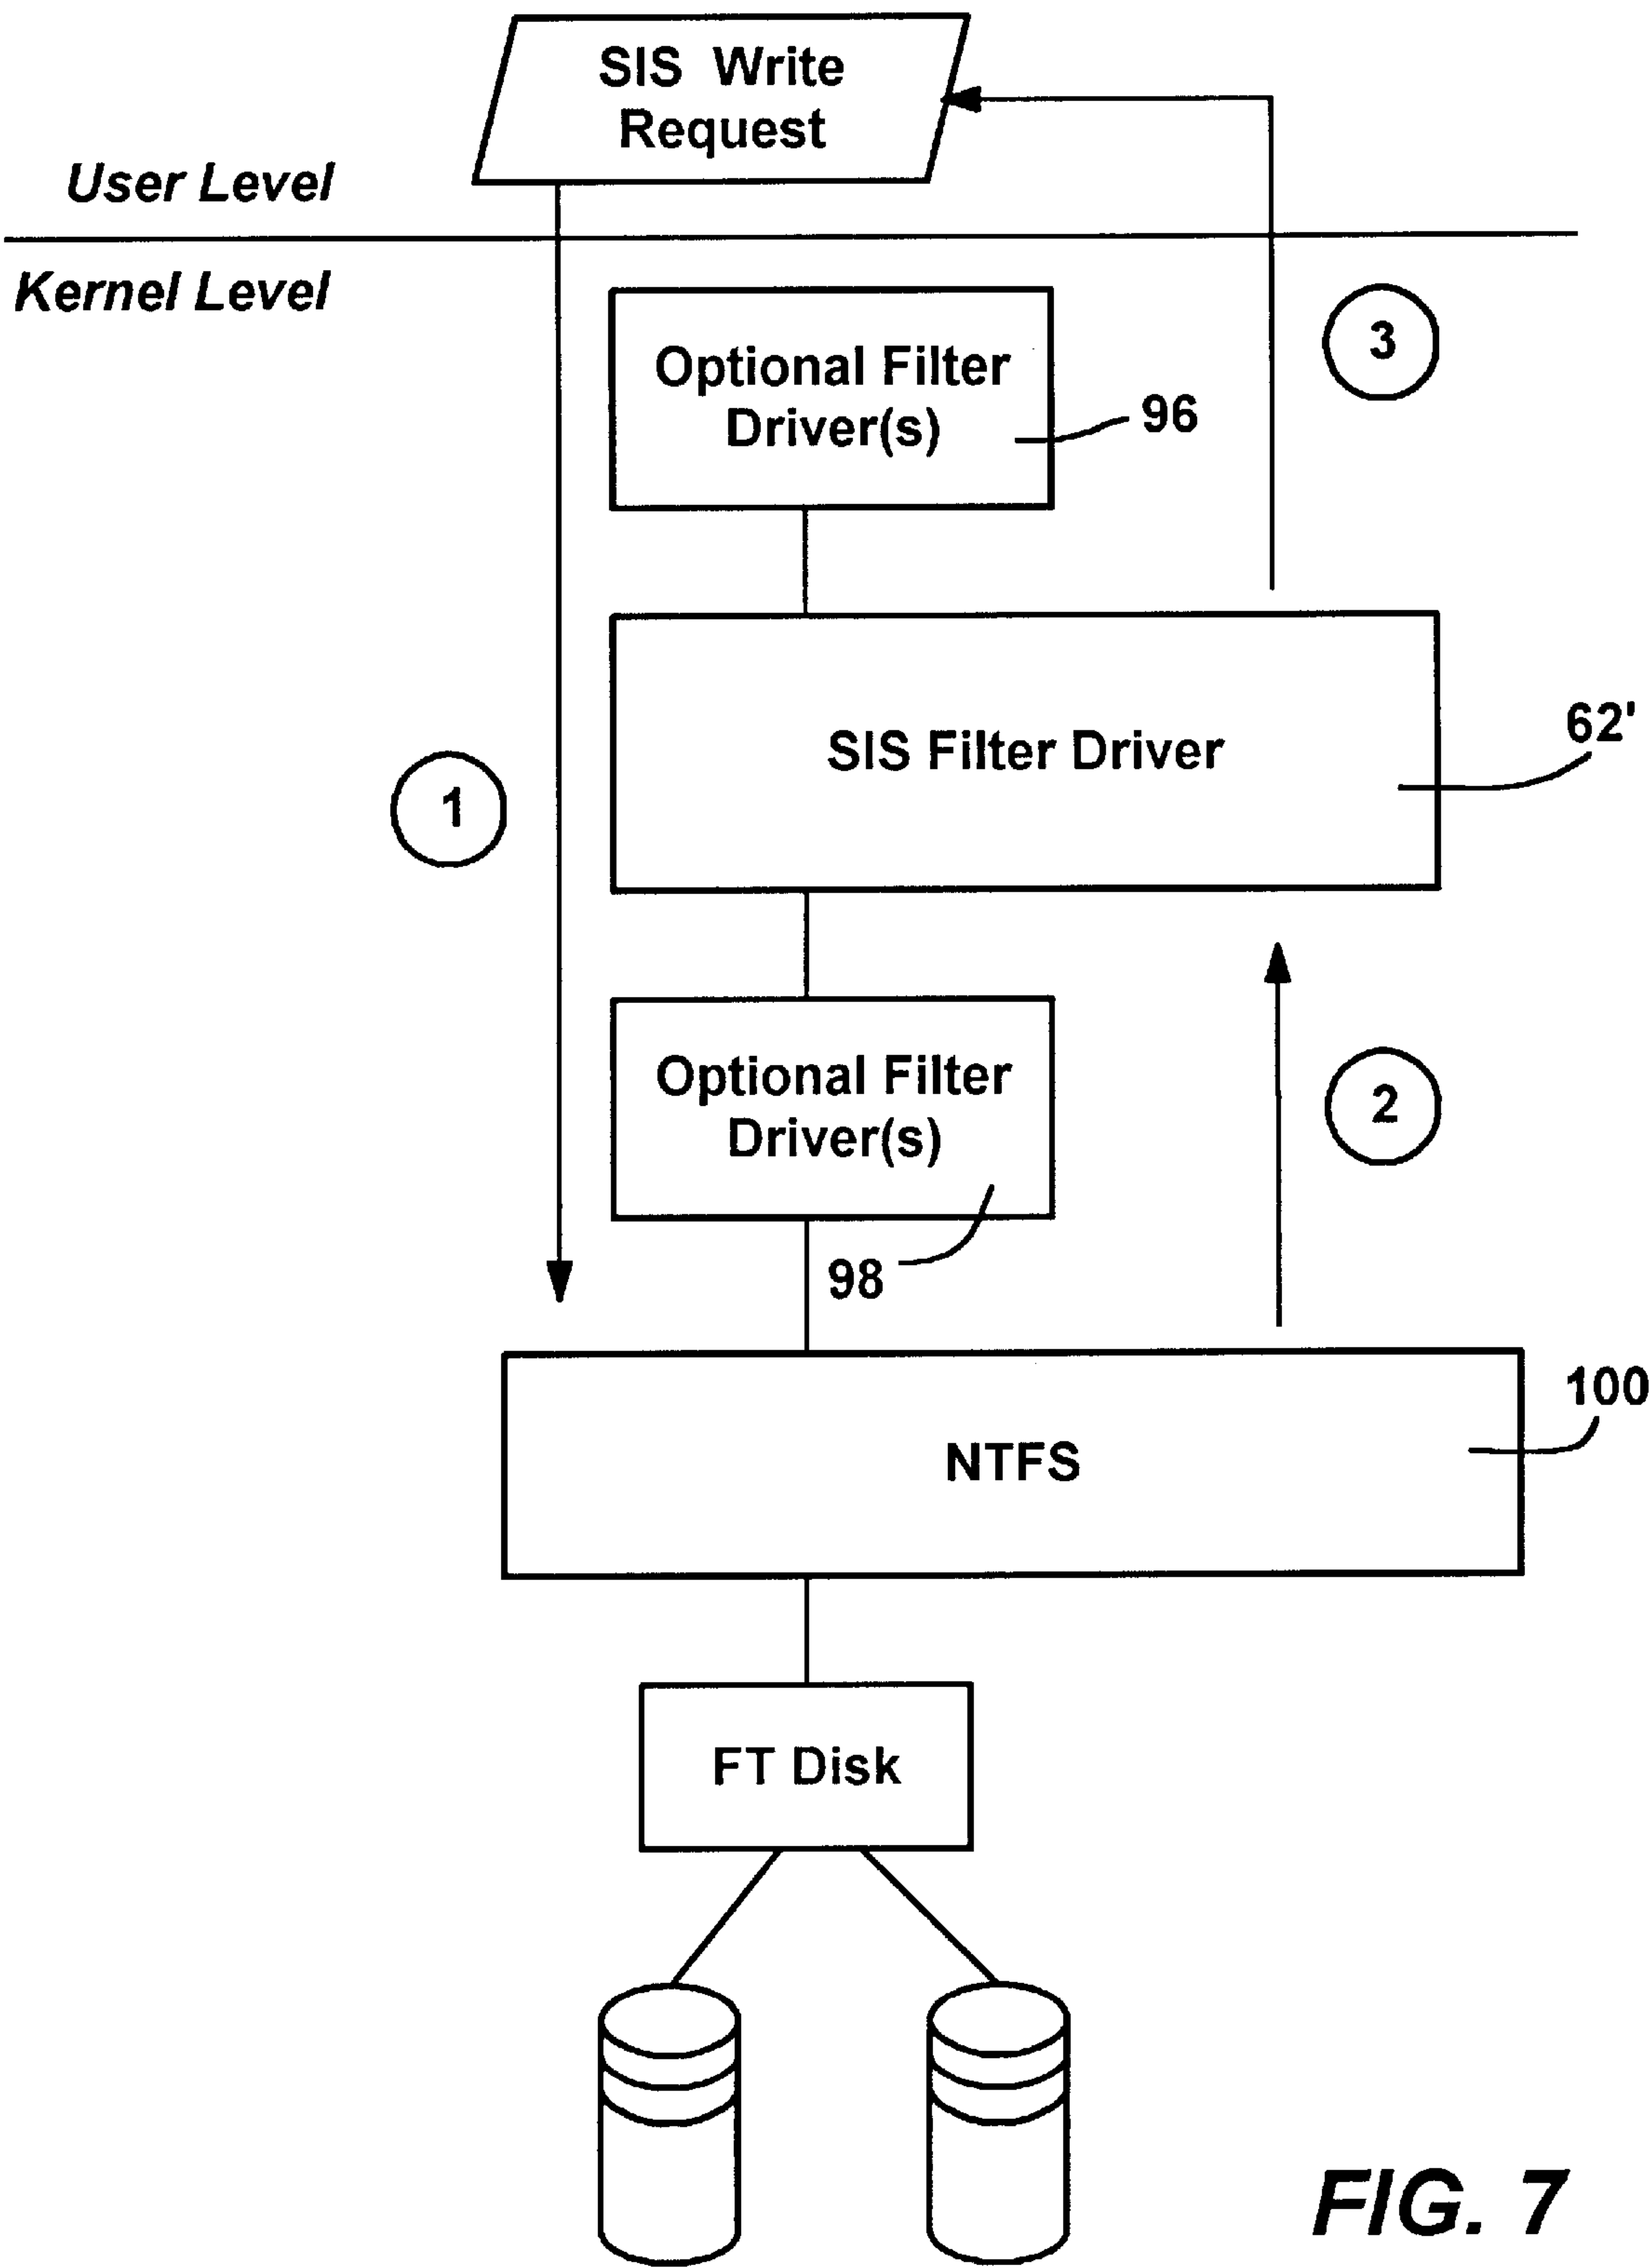 SIS Write
Request
User Level
Kernel Level
3
Optional Filter
Driver(s)
96
62'
SIS Filter Driver
1
Optional Filter
Driver(s)
2
98
100
NTFS
FT Disk
FIG. 7